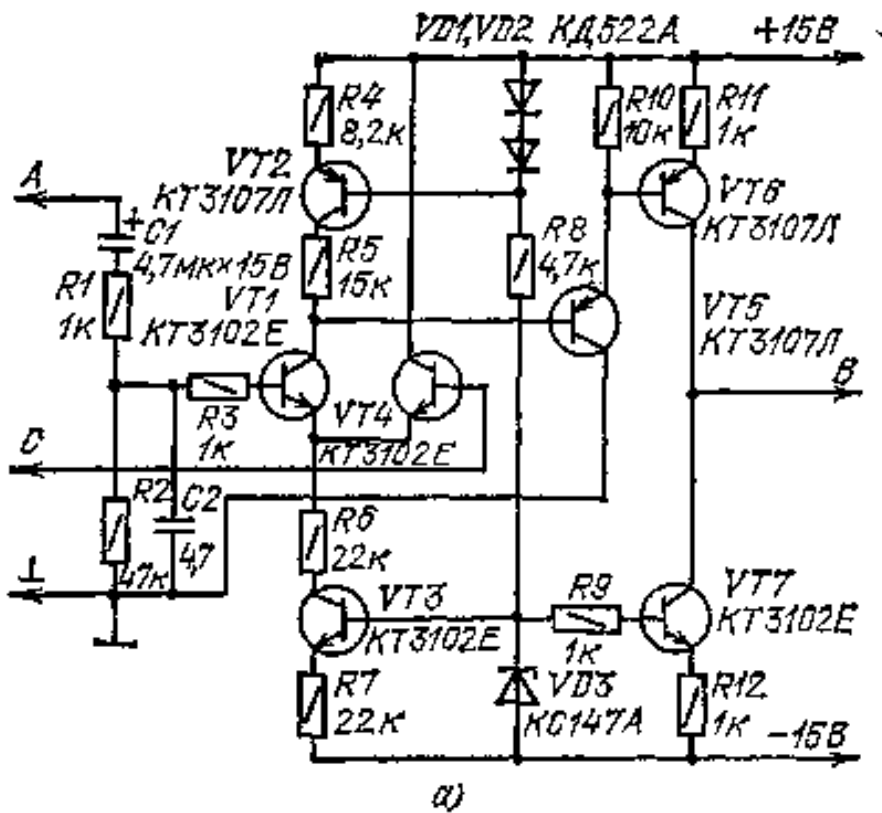 VD1,VD2 КД522А
+15В
R4
8,2к
R10
10к
R11
1к
VT2
КТ3107Л
VT6
КТ3107Л
А
+
С1
4,7мк×15В
R5
15к
R8
4,7к
R1
1к
VT1
КТ3102Е
VT5
КТ3107Л
В
R3
1к
VT4
КТ3102Е
С
R2
47к
С2
4,7
R6
22к
⊥
VT3
КТ3102Е
R9
1к
VT7
КТ3102Е
R7
22к
VD3
КС147А
R12
1к
-15В
а)